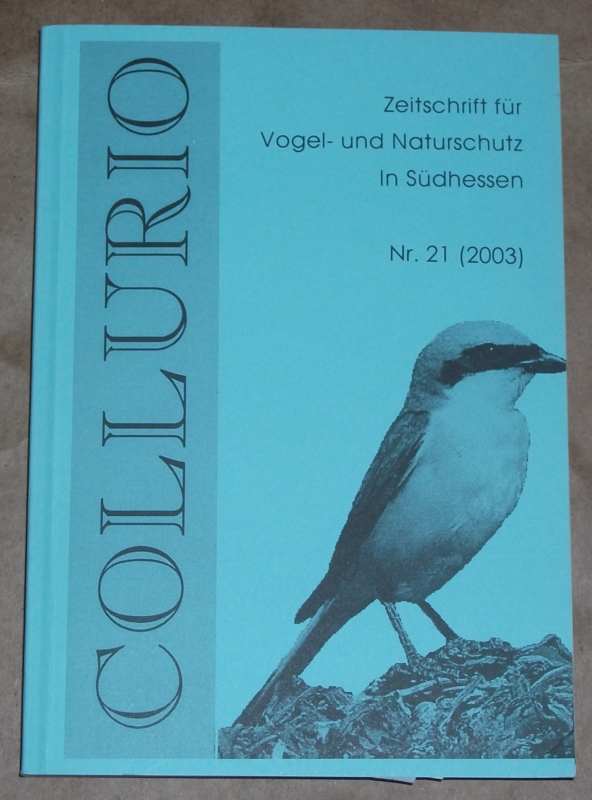 COLLURIO
Zeitschrift für
Vogel- und Naturschutz
In Südhessen
Nr. 21 (2003)